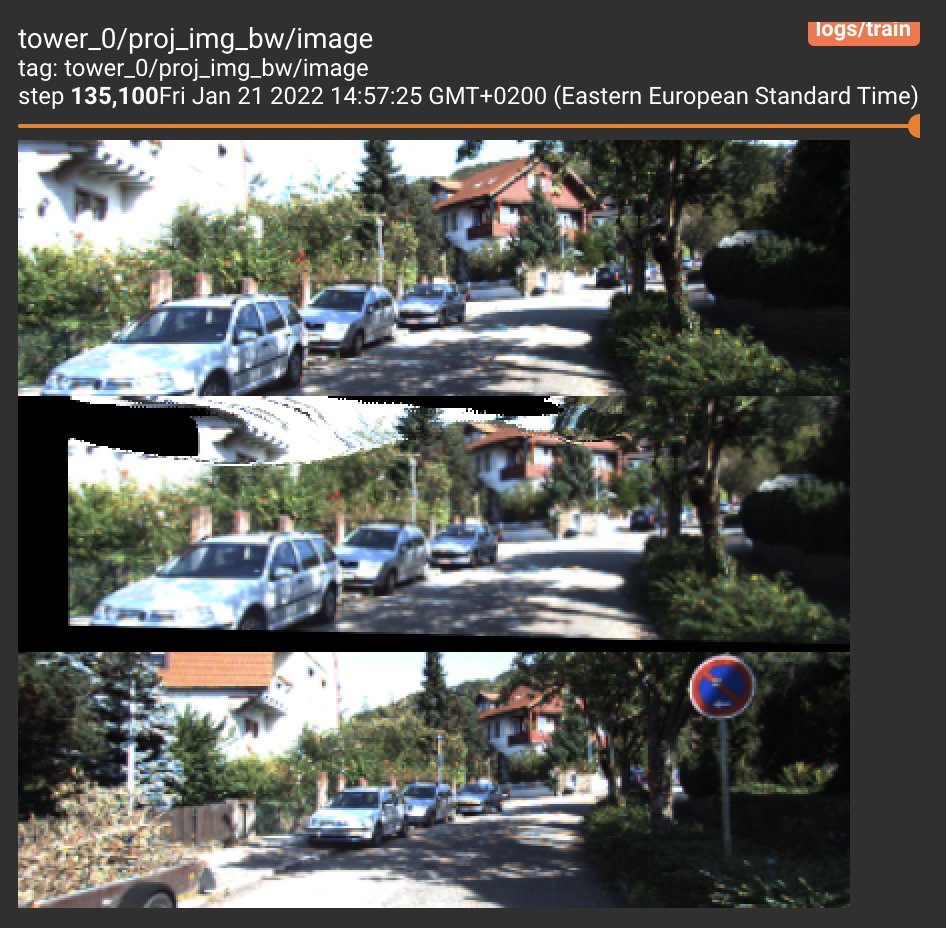 tower_0/proj_img_bw/image
logs/train
tag: tower_0/proj_img_bw/image
step 135,100Fri Jan 21 2022 14:57:25 GMT+0200 (Eastern European Standard Time)